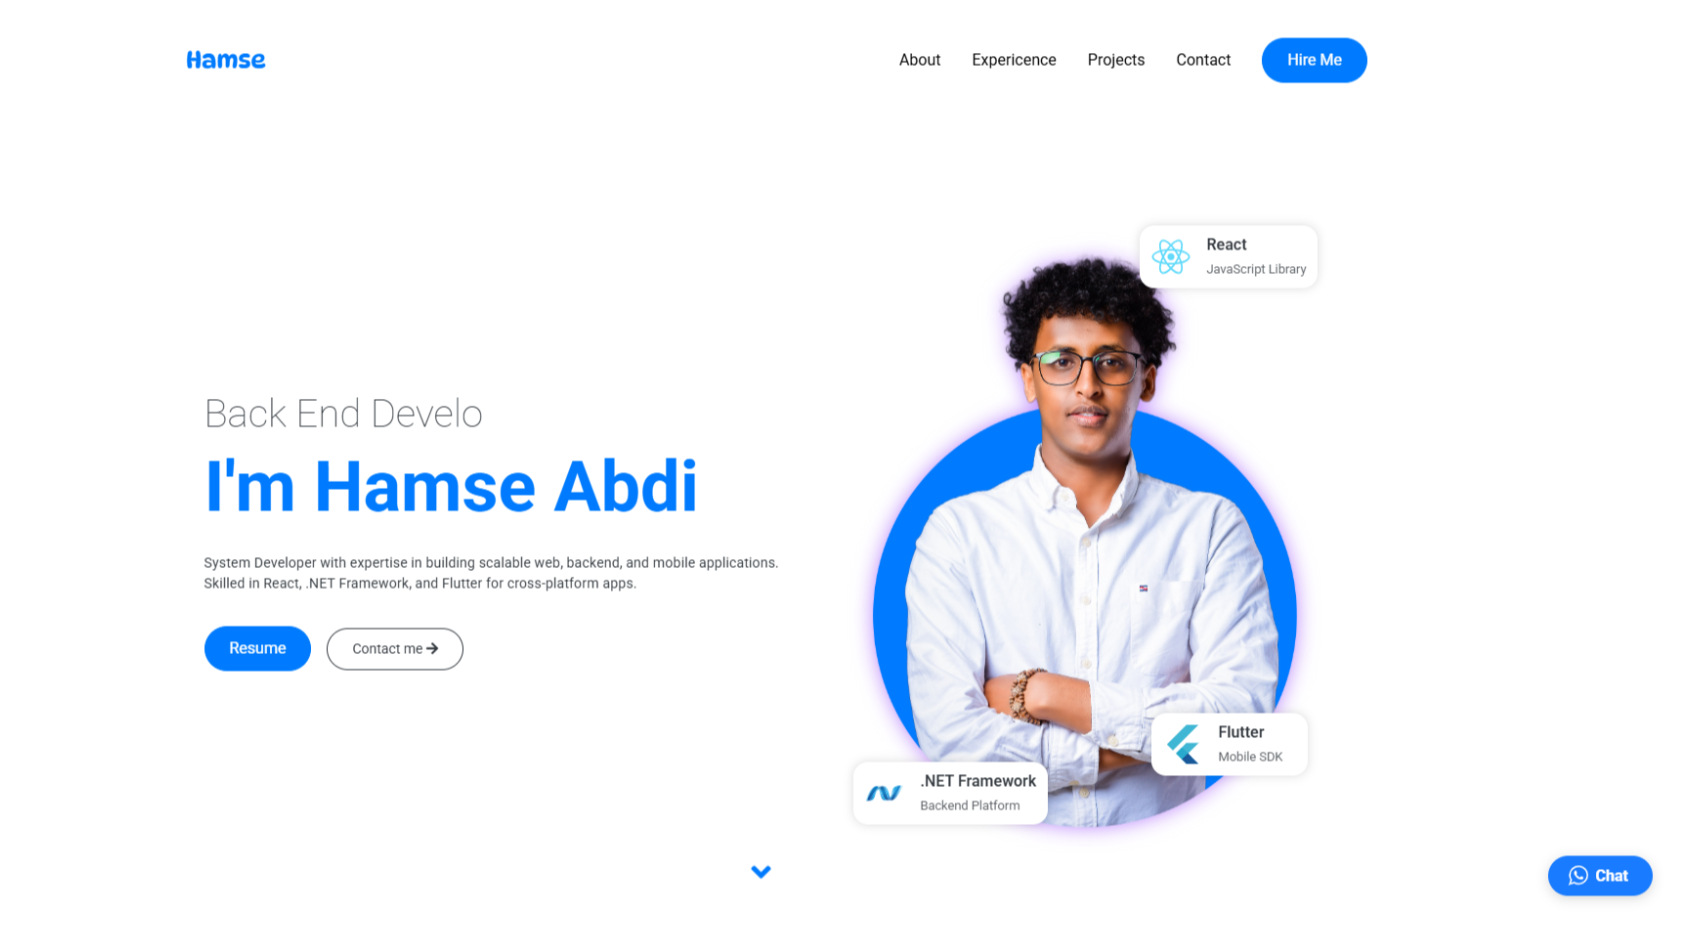 Hamse
About
Expericence
Projects
Contact
Hire Me
React
JavaScript Library
Back End Develo
I'm Hamse Abdi
System Developer with expertise in building scalable web, backend, and mobile applications.
Skilled in React, .NET Framework, and Flutter for cross-platform apps.
Resume
Contact me
Flutter
Mobile SDK
.NET Framework
Backend Platform
Chat